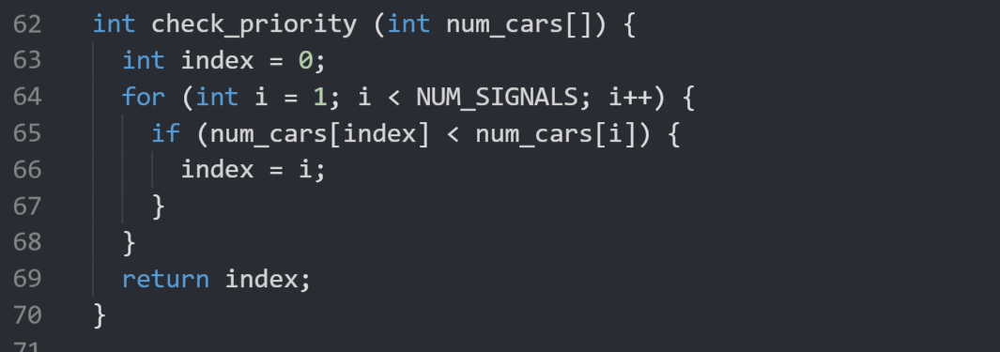 62 int check_priority (int num_cars[]) {
63 int index = 0;
64 for (int i = 1; i < NUM_SIGNALS; i++) {
65 if (num_cars[index] < num_cars[i]) {
66 index = i;
67 }
68 }
69 return index;
70 }
71